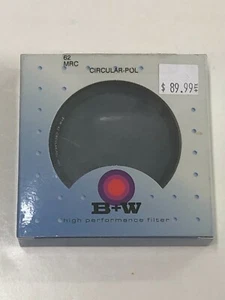 62
MRC
CIRCULAR-POL
$ 89.99
B+W
High performance filter